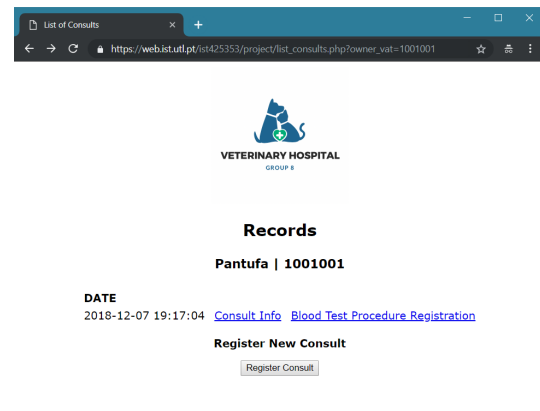 List of Consults
https://web.ist.utl.pt/ist425353/project/list_consults.php?owner_vat=1001001
VETERINARY HOSPITAL
GROUP 8
Records
Pantufa | 1001001
DATE
2018-12-07 19:17:04 Consult Info Blood Test Procedure Registration
Register New Consult
Register Consult